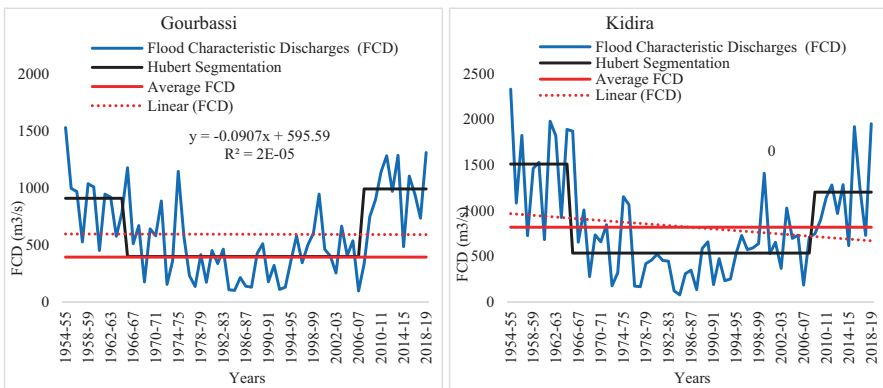 Gourbassi
Flood Characteristic Discharges (FCD)
Hubert Segmentation
Average FCD
Linear (FCD)
y = -0.0907x + 595.59
R² = 2E-05
FCD (m3/s)
2000
1500
1000
500
0
1954-55
1958-59
1962-63
1966-67
1970-71
1974-75
1978-79
1982-83
1986-87
1990-91
1994-95
1998-99
2002-03
2006-07
2010-11
2014-15
2018-19
Years
Kidira
Flood Characteristic Discharges (FCD)
Hubert Segmentation
Average FCD
Linear (FCD)
0
FCD (m3/s)
2500
2000
1500
1000
500
0
1954-55
1958-59
1962-63
1966-67
1970-71
1974-75
1978-79
1982-83
1986-87
1990-91
1994-95
1998-99
2002-03
2006-07
2010-11
2014-15
2018-19
Years